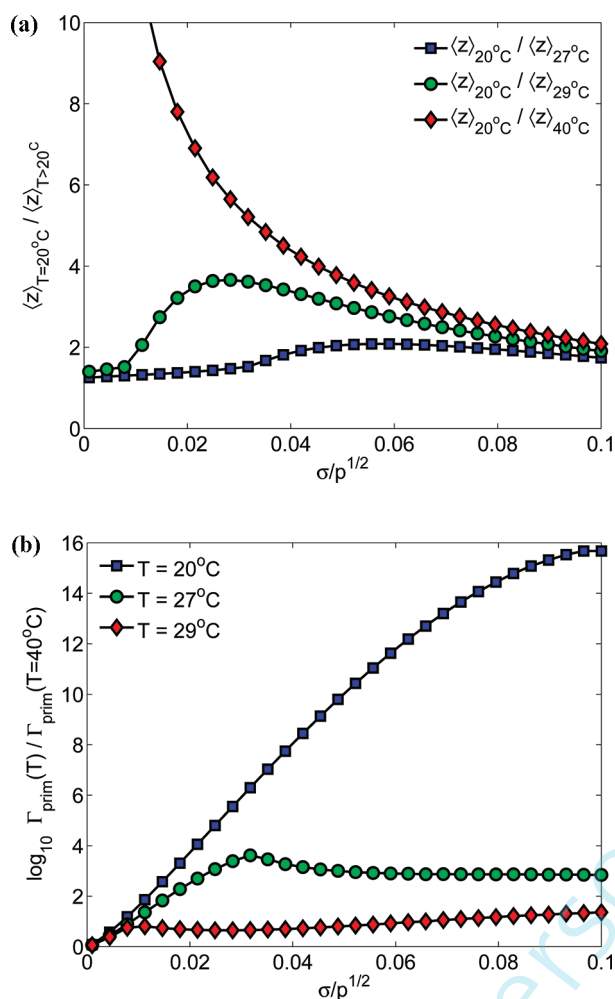 (a)
10
8
6
4
2
0
⟨z⟩T=20°C / ⟨z⟩T>20°C
⟨z⟩20°C / ⟨z⟩27°C
⟨z⟩20°C / ⟨z⟩29°C
⟨z⟩20°C / ⟨z⟩40°C
0 0.02 0.04 0.06 0.08 0.1
σ/p1/2
(b)
16
14
12
10
8
6
4
2
0
log10 Γprim(T) / Γprim(T=40°C)
T = 20°C
T = 27°C
T = 29°C
0 0.02 0.04 0.06 0.08 0.1
σ/p1/2